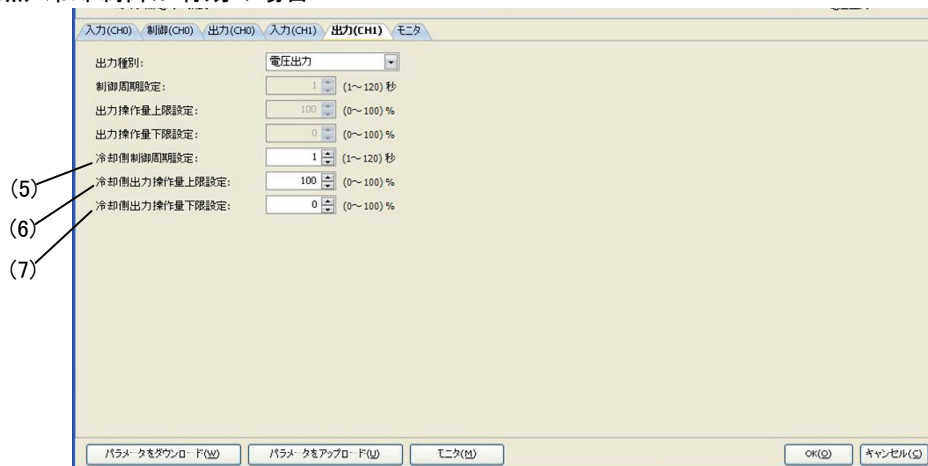 入力(CH0) 制御(CH0) 出力(CH0) 入力(CH1) 出力(CH1) モニタ
出力種別: 電圧出力
制御周期設定: 1 (1～120) 秒
出力操作量上限設定: 100 (0～100) %
出力操作量下限設定: 0 (0～100) %
(5) 冷却側制御周期設定: 1 (1～120) 秒
(6) 冷却側出力操作量上限設定: 100 (0～100) %
(7) 冷却側出力操作量下限設定: 0 (0～100) %
パラメータをダウンロード(W) パラメータをアップロード(U) モニタ(M) OK(O) キャンセル(C)